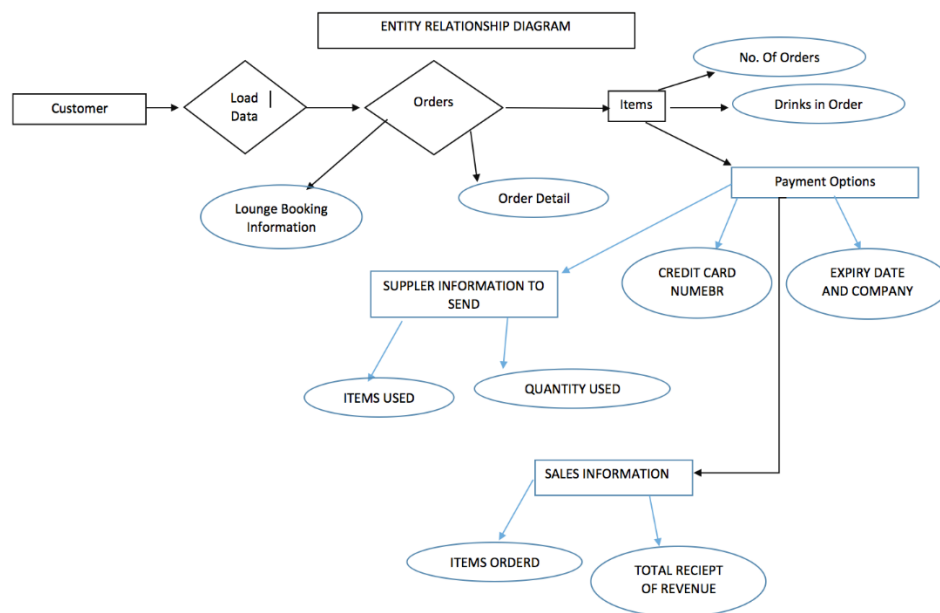 ENTITY RELATIONSHIP DIAGRAM
No. Of Orders
Customer
Load
Data
Orders
Items
Drinks in Order
Payment Options
Lounge Booking
Information
Order Detail
CREDIT CARD
NUMEBR
EXPIRY DATE
AND COMPANY
SUPPLER INFORMATION TO
SEND
ITEMS USED
QUANTITY USED
SALES INFORMATION
ITEMS ORDERD
TOTAL RECIEPT
OF REVENUE